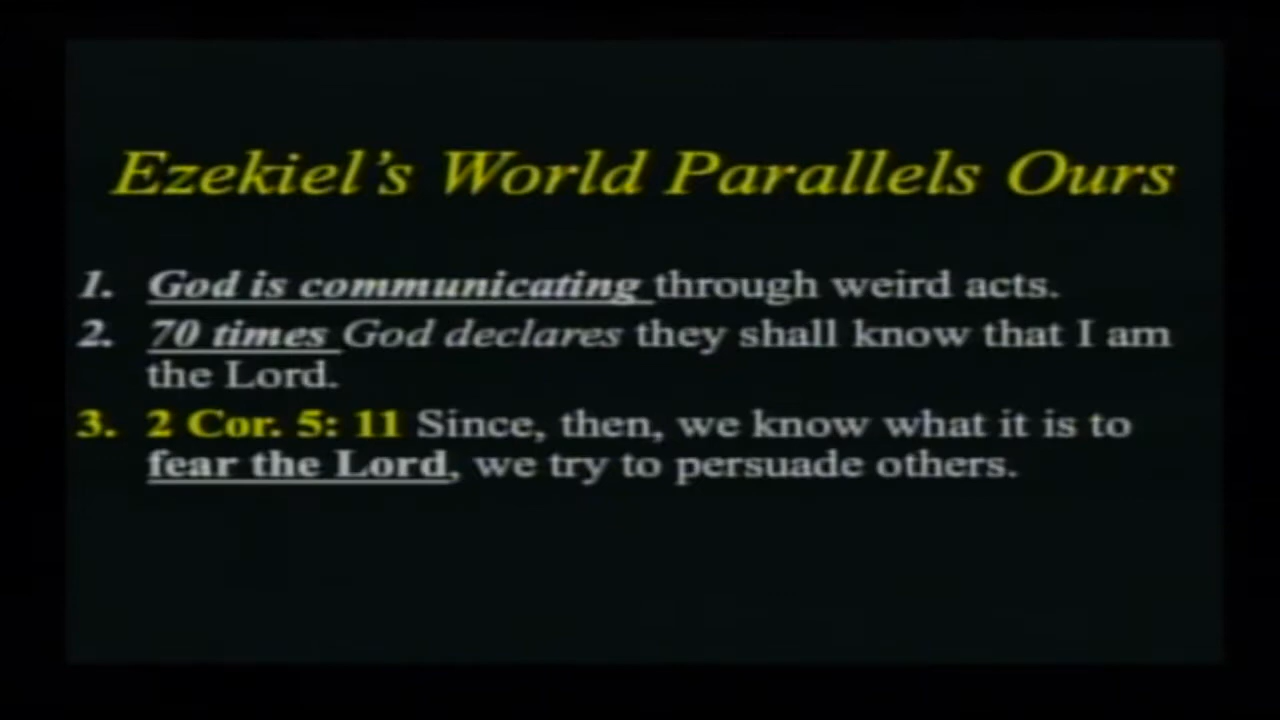 Ezekiel's World Parallels Ours
1. God is communicating through weird acts.
2. 70 times God declares they shall know that I am
the Lord.
3. 2 Cor. 5: 11 Since, then, we know what it is to
fear the Lord, we try to persuade others.